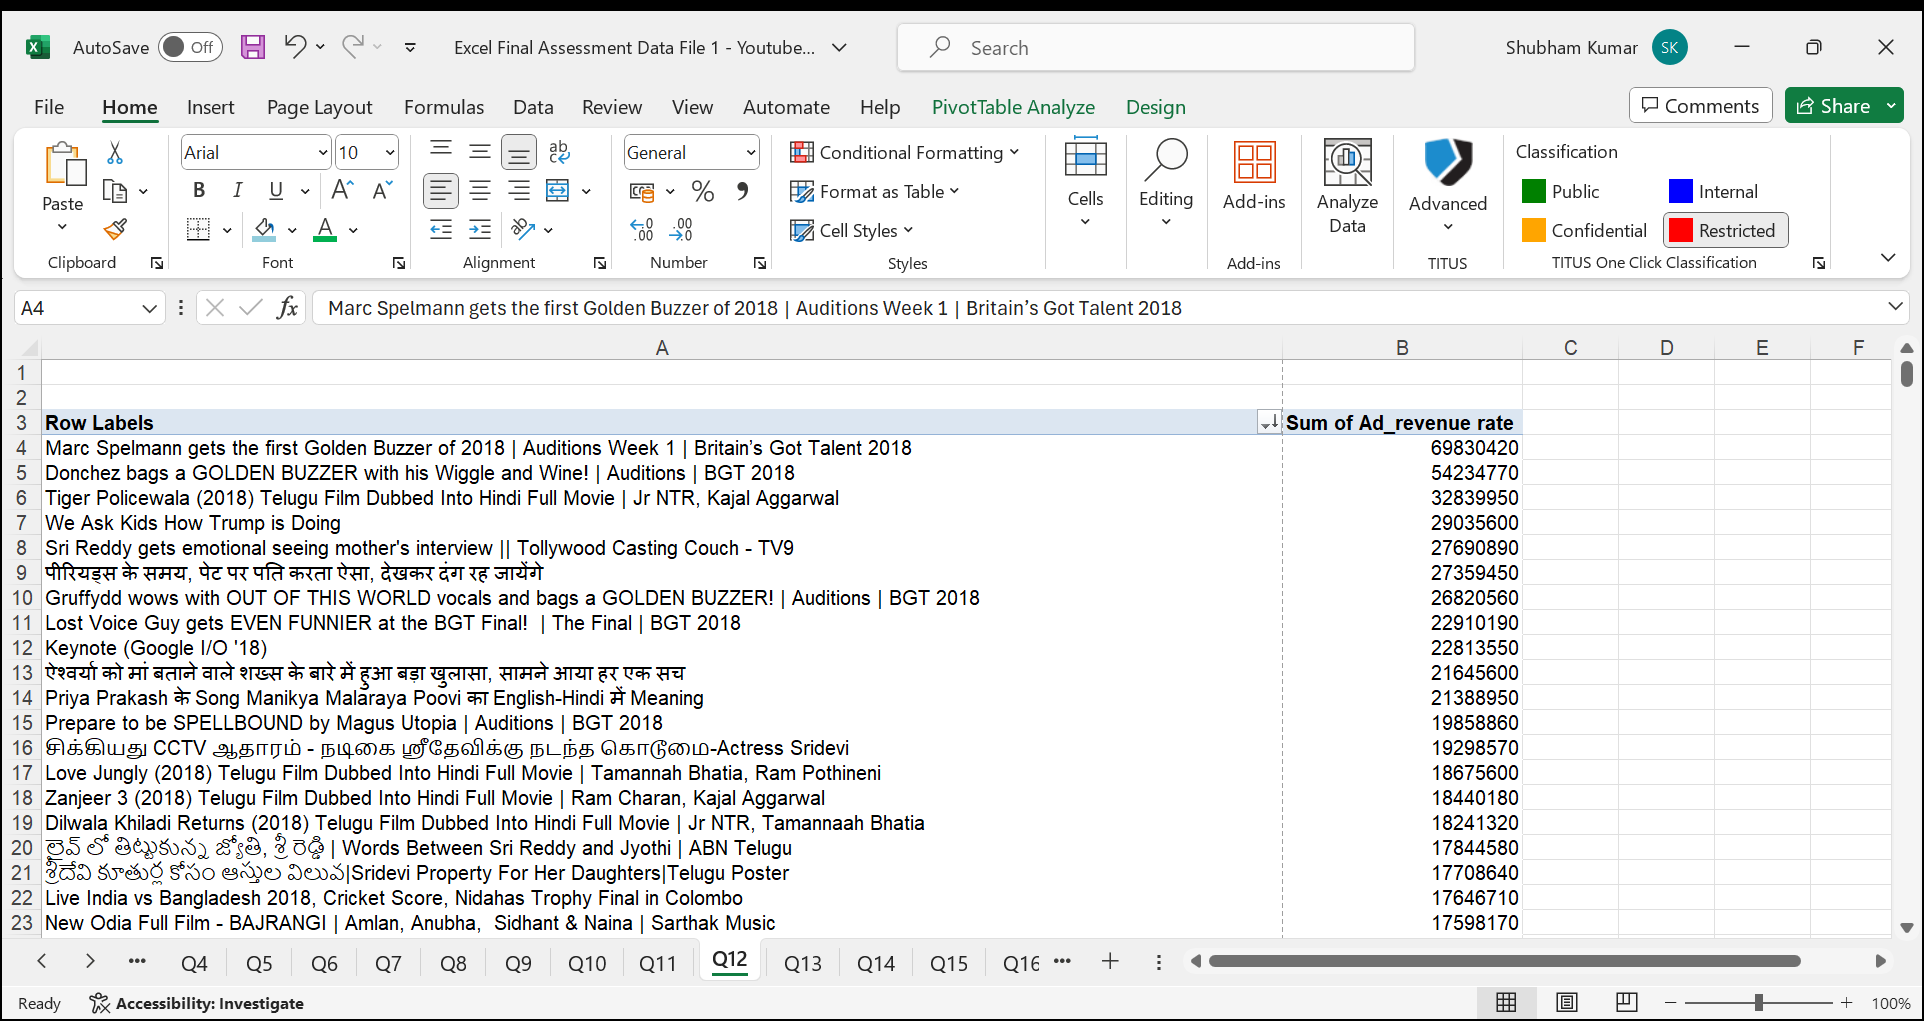 AutoSave Off Excel Final Assessment Data File 1 - Youtube... Search Shubham Kumar SK
File Home Insert Page Layout Formulas Data Review View Automate Help PivotTable Analyze Design Comments Share
Paste
Clipboard
Arial 10
B I U
Font
Alignment
General
Number
Conditional Formatting
Format as Table
Cell Styles
Styles
Cells
Editing
Add-ins
Add-ins
Analyze
Data
Advanced
TITUS
Classification
Public Internal
Confidential Restricted
TITUS One Click Classification
A4 fx Marc Spelmann gets the first Golden Buzzer of 2018 | Auditions Week 1 | Britain’s Got Talent 2018
A B C D E F
1
2
3 Row Labels Sum of Ad_revenue rate
4 Marc Spelmann gets the first Golden Buzzer of 2018 | Auditions Week 1 | Britain’s Got Talent 2018 69830420
5 Donchez bags a GOLDEN BUZZER with his Wiggle and Wine! | Auditions | BGT 2018 54234770
6 Tiger Policewala (2018) Telugu Film Dubbed Into Hindi Full Movie | Jr NTR, Kajal Aggarwal 32839950
7 We Ask Kids How Trump is Doing 29035600
8 Sri Reddy gets emotional seeing mother's interview || Tollywood Casting Couch - TV9 27690890
9 पीरियड्स के समय, पेट पर पति करता ऐसा, देखकर दंग रह जायेंगे 27359450
10 Gruffydd wows with OUT OF THIS WORLD vocals and bags a GOLDEN BUZZER! | Auditions | BGT 2018 26820560
11 Lost Voice Guy gets EVEN FUNNIER at the BGT Final!  | The Final | BGT 2018 22910190
12 Keynote (Google I/O '18) 22813550
13 ऐश्वर्या को मां बताने वाले शख्स के बारे में हुआ बड़ा खुलासा, सामने आया हर एक सच 21645600
14 Priya Prakash के Song Manikya Malaraya Poovi का English-Hindi में Meaning 21388950
15 Prepare to be SPELLBOUND by Magus Utopia | Auditions | BGT 2018 19858860
16 சிக்கியது CCTV ஆதாரம் - நடிகை ஸ்ரீதேவிக்கு நடந்த கொடூமை-Actress Sridevi 19298570
17 Love Jungly (2018) Telugu Film Dubbed Into Hindi Full Movie | Tamannah Bhatia, Ram Pothineni 18675600
18 Zanjeer 3 (2018) Telugu Film Dubbed Into Hindi Full Movie | Ram Charan, Kajal Aggarwal 18440180
19 Dilwala Khiladi Returns (2018) Telugu Film Dubbed Into Hindi Full Movie | Jr NTR, Tamannaah Bhatia 18241320
20 లైవ్ లో తిట్టుకున్న జ్యోతి, శ్రీ రెడ్డి | Words Between Sri Reddy and Jyothi | ABN Telugu 17844580
21 శ్రీదేవి కూతుర్ల కోసం ఆస్తుల విలువ|Sridevi Property For Her Daughters|Telugu Poster 17708640
22 Live India vs Bangladesh 2018, Cricket Score, Nidahas Trophy Final in Colombo 17646710
23 New Odia Full Film - BAJRANGI | Amlan, Anubha,  Sidhant & Naina | Sarthak Music 17598170
Q4 Q5 Q6 Q7 Q8 Q9 Q10 Q11 Q12 Q13 Q14 Q15 Q16
Ready Accessibility: Investigate 100%